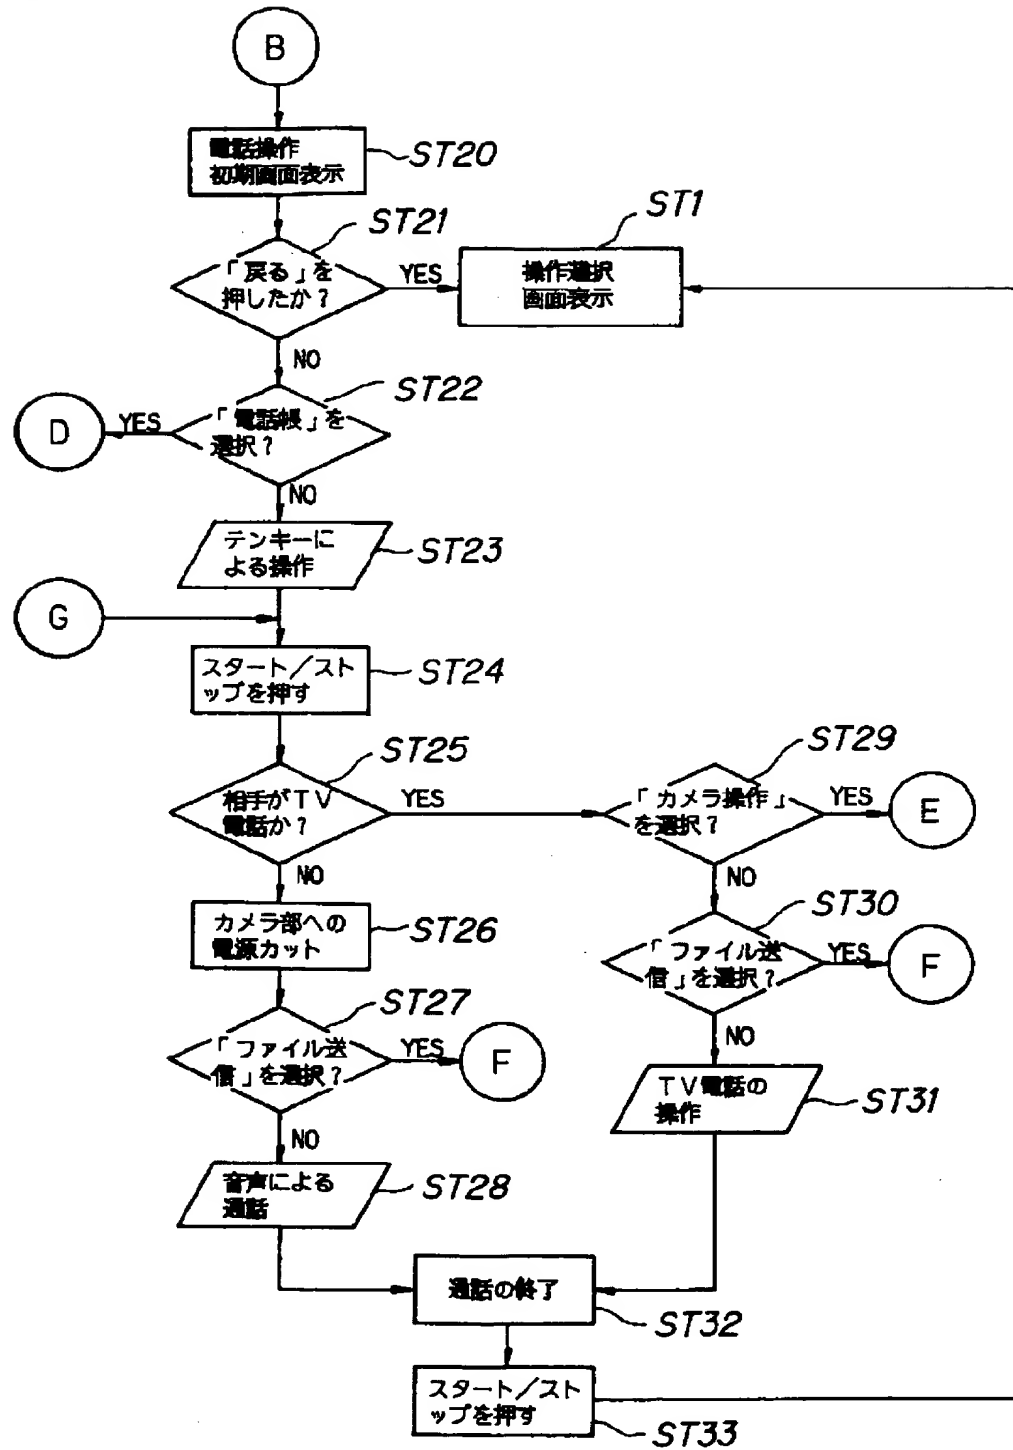 B
電話操作
初期画面表示
ST20
ST21
「戻る」を
押したか？
YES
ST1
操作選択
画面表示
NO
ST22
「電話帳」を
選択？
YES
D
NO
テンキーに
よる操作
ST23
G
スタート／スト
ップを押す
ST24
ST25
相手がＴＶ
電話か？
YES
ST29
「カメラ操作」
を選択？
YES
E
NO
NO
カメラ部への
電源カット
ST26
ST30
「ファイル送
信」を選択？
YES
F
ST27
「ファイル送
信」を選択？
YES
F
NO
ＴＶ電話の
操作
ST31
NO
音声による
通話
ST28
通話の終了
ST32
スタート／スト
ップを押す
ST33